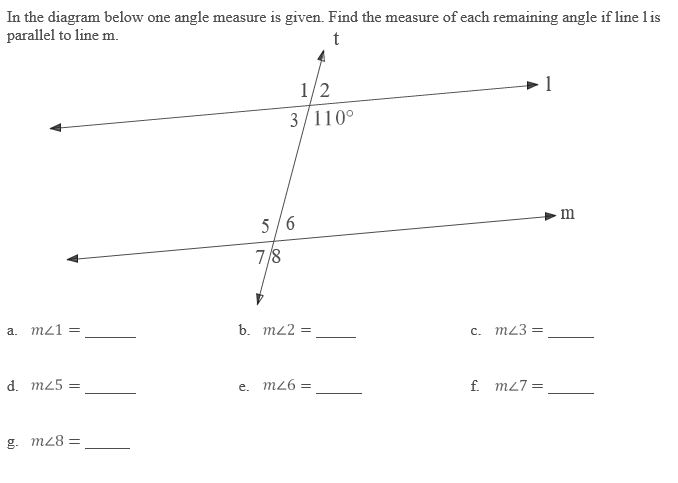 In the diagram below one angle measure is given. Find the measure of each remaining angle if line l is
parallel to line m.
t
1 2
l
3 110°
m
5 6
7 8
a. m∠1 = ______ b. m∠2 = _____ c. m∠3 = ______
d. m∠5 = ______ e. m∠6 = ______ f. m∠7 = ______
g. m∠8 = ______